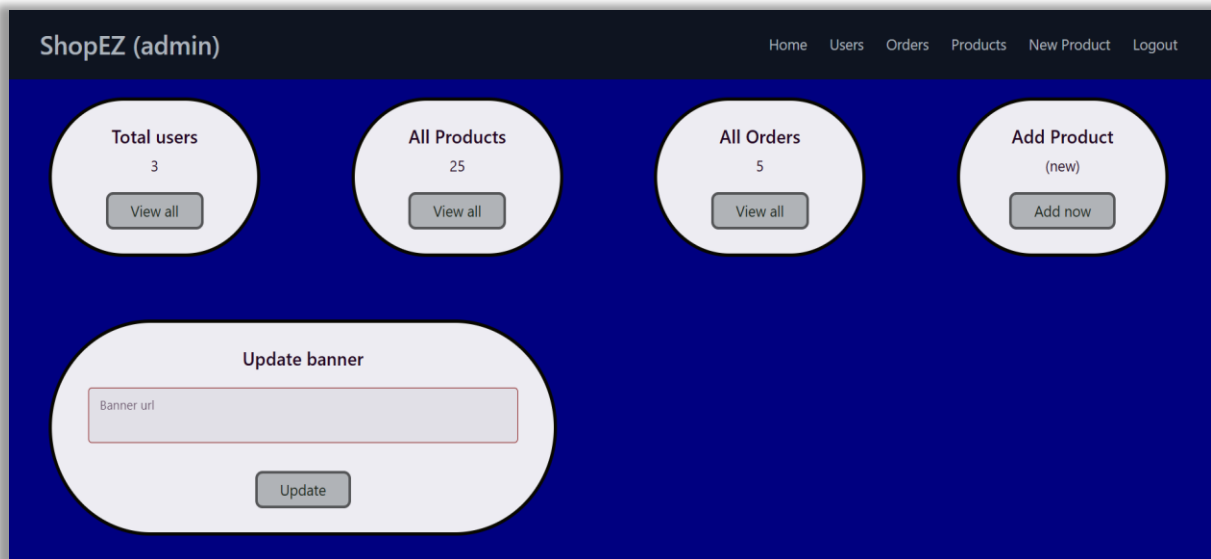 ShopEZ (admin)
Home Users Orders Products New Product Logout
Total users
3
View all
All Products
25
View all
All Orders
5
View all
Add Product
(new)
Add now
Update banner
Banner url
Update